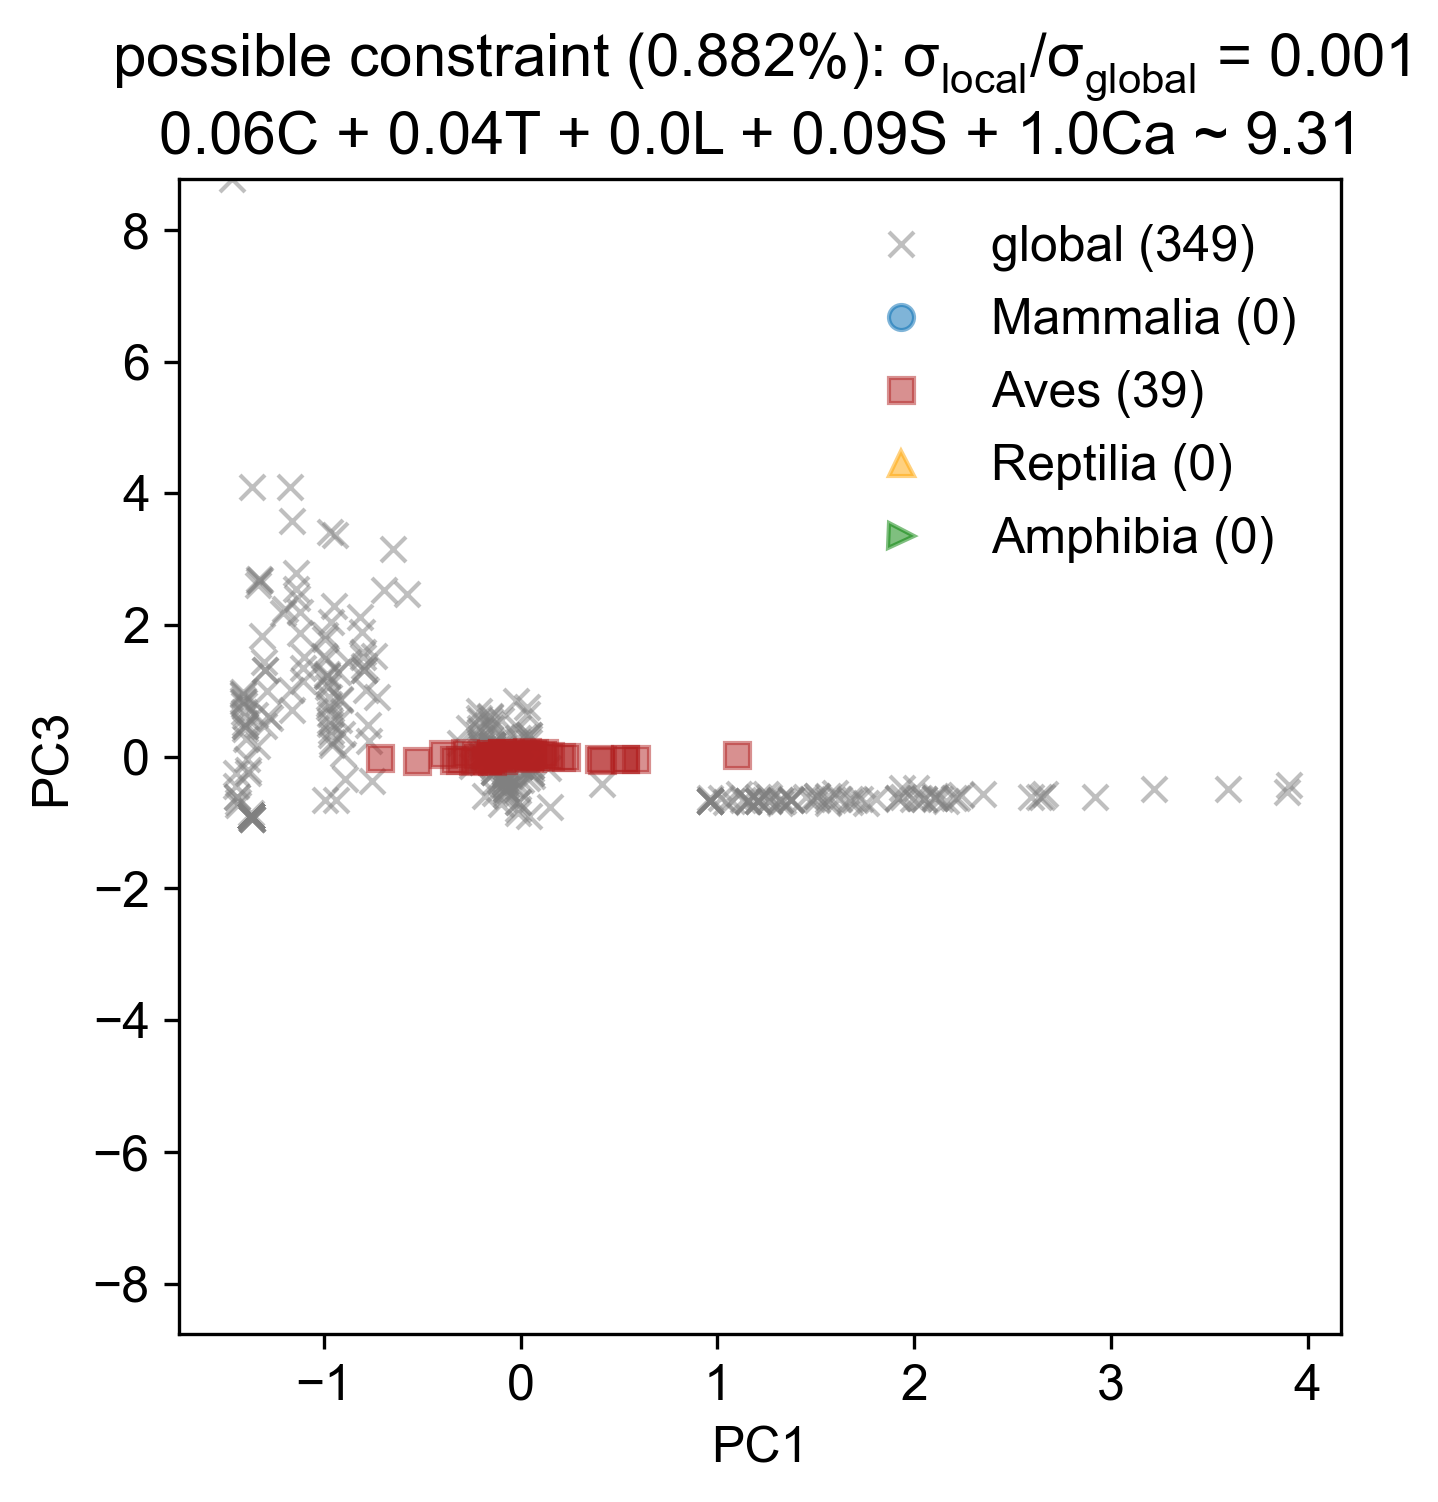 possible constraint (0.882%): σlocal/σglobal = 0.001
0.06C + 0.04T + 0.0L + 0.09S + 1.0Ca ~ 9.31
global (349)
Mammalia (0)
Aves (39)
Reptilia (0)
Amphibia (0)
PC3
8
6
4
2
0
−2
−4
−6
−8
−1
0
1
2
3
4
PC1